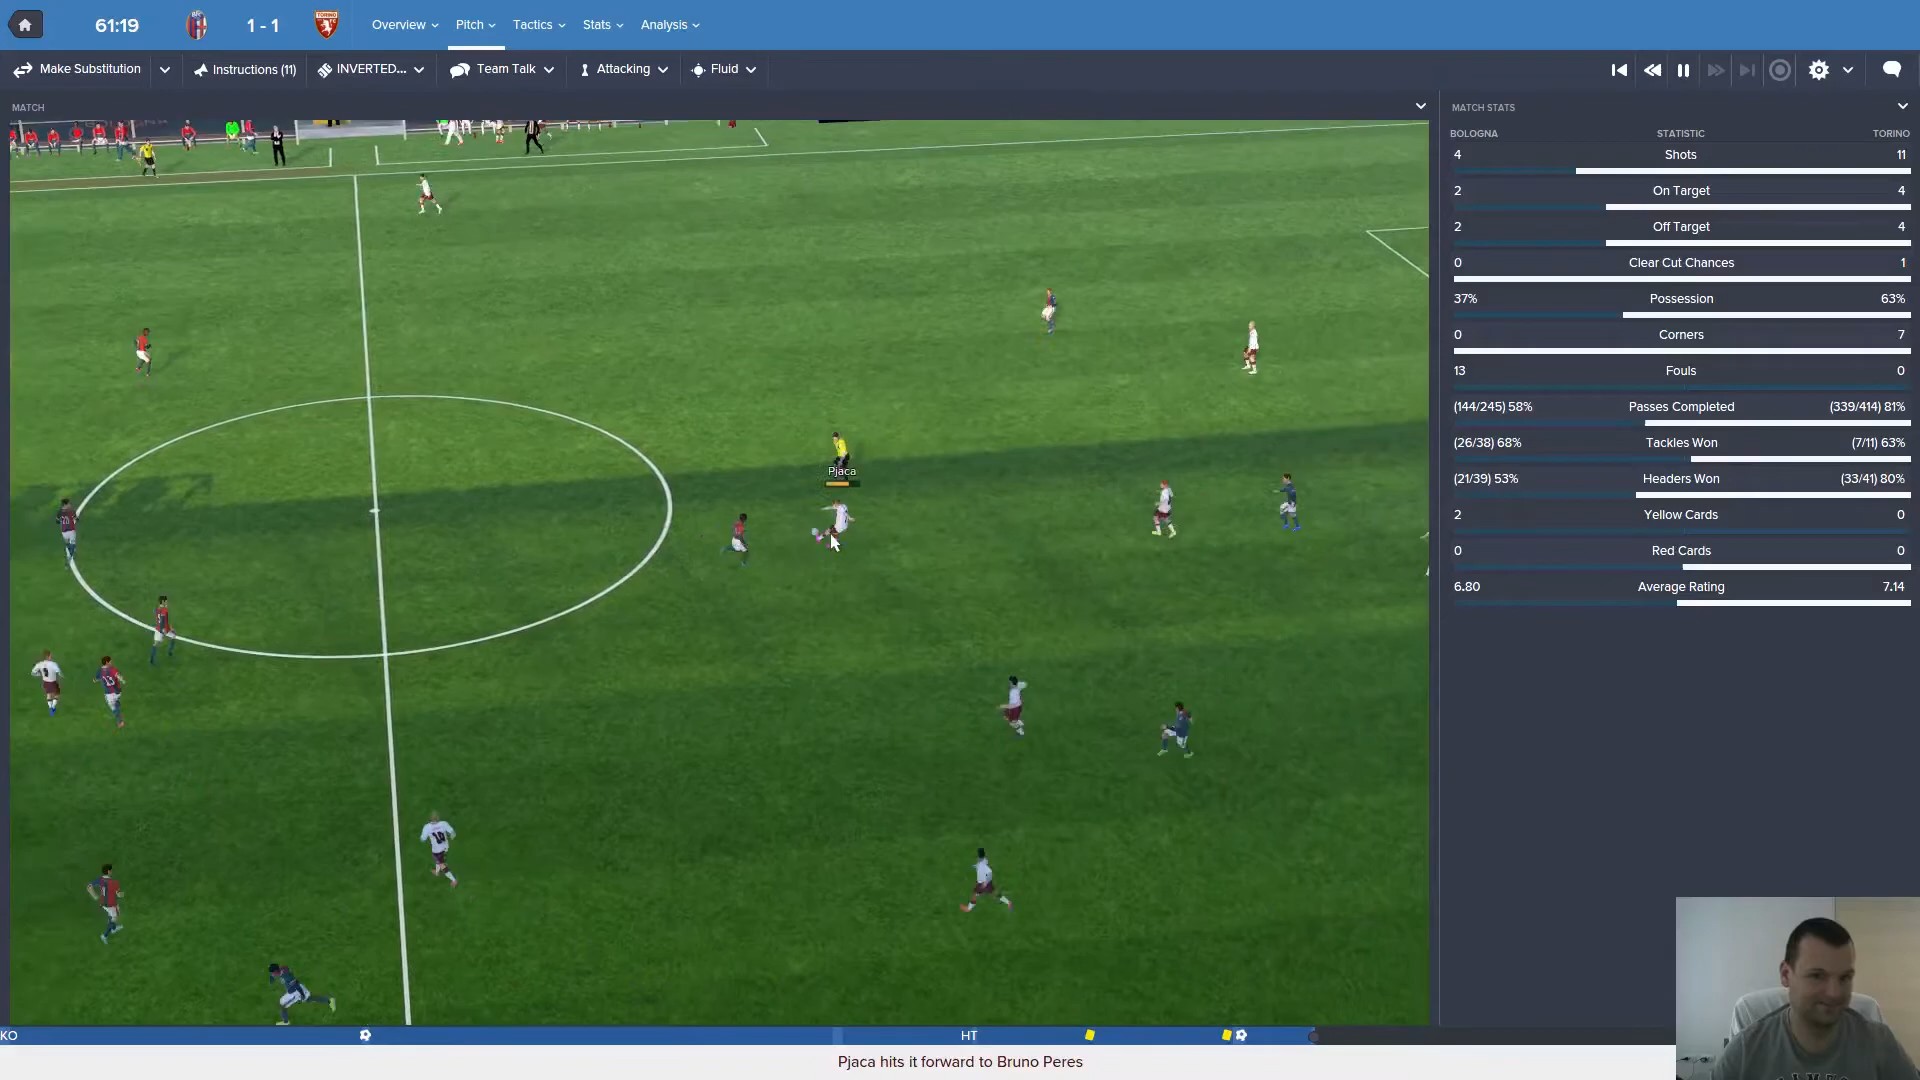 61:19
1 - 1
Overview
Pitch
Tactics
Stats
Analysis
Make Substitution
Instructions (11)
INVERTED...
Team Talk
Attacking
Fluid
MATCH
Pjaca
10
MATCH STATS
BOLOGNA STATISTIC TORINO
4 Shots 11
2 On Target 4
2 Off Target 4
0 Clear Cut Chances 1
37% Possession 63%
0 Corners 7
13 Fouls 0
(144/245) 58% Passes Completed (339/414) 81%
(26/38) 68% Tackles Won (7/11) 63%
(21/39) 53% Headers Won (33/41) 80%
2 Yellow Cards 0
0 Red Cards 0
6.80 Average Rating 7.14
KO
HT
Pjaca hits it forward to Bruno Peres